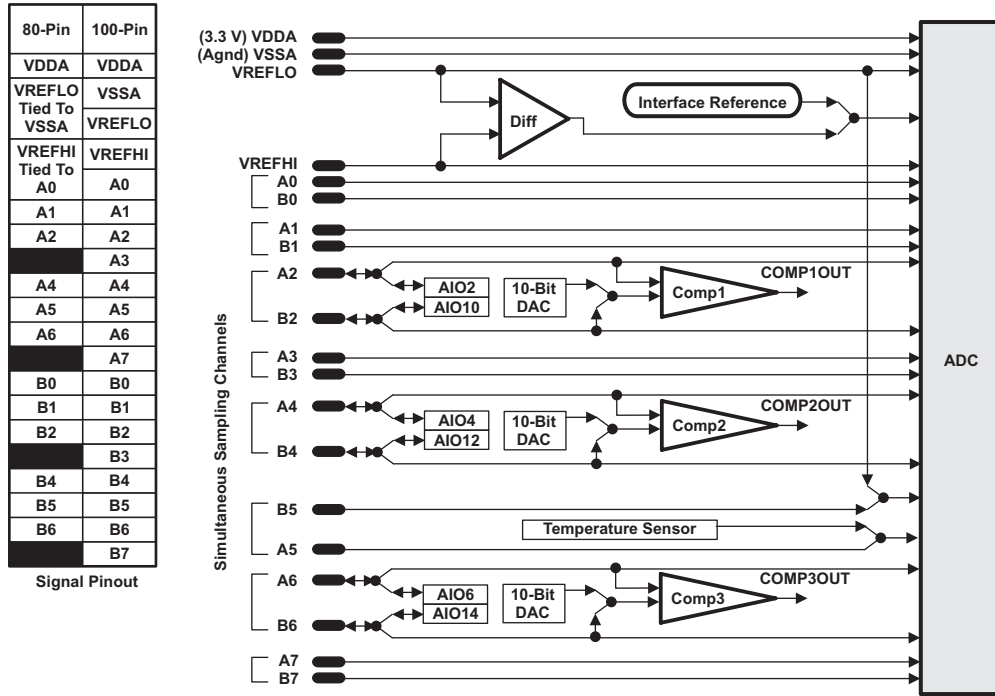 80-Pin 100-Pin
VDDA VDDA
VREFLO
Tied To
VSSA
VSSA
VREFLO
VREFHI
Tied To
A0
VREFHI
A0
A1 A1
A2 A2
A3
A4 A4
A5 A5
A6 A6
A7
B0 B0
B1 B1
B2 B2
B3
B4 B4
B5 B5
B6 B6
B7
Signal Pinout
(3.3 V) VDDA
(Agnd) VSSA
VREFLO
Interface Reference
Diff
VREFHI
A0
B0
A1
B1
Simultaneous Sampling Channels
A2
AIO2
AIO10
10-Bit
DAC
Comp1
COMP1OUT
B2
A3
B3
ADC
A4
AIO4
AIO12
10-Bit
DAC
Comp2
COMP2OUT
B4
B5
Temperature Sensor
A5
A6
AIO6
AIO14
10-Bit
DAC
Comp3
COMP3OUT
B6
A7
B7